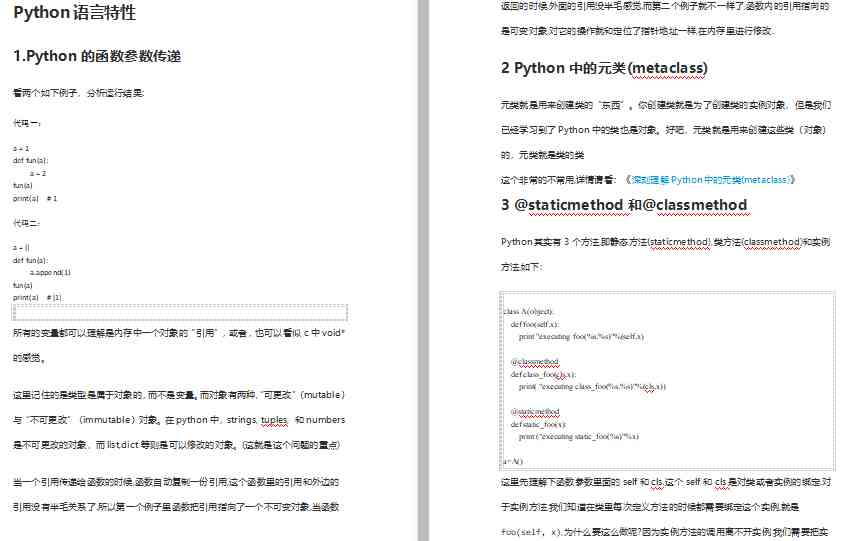 Python 语言特性
1.Python 的函数参数传递
看两个如下例子，分析运行结果:
代码一:
a = 1
def fun(a):
a = 2
fun(a)
print(a) # 1
代码二:
a = []
def fun(a):
a.append(1)
fun(a)
print(a) # [1]
所有的变量都可以理解是内存中一个对象的“引用”，或者，也可以看似 c 中 void*
的感觉。
这里记住的是类型是属于对象的，而不是变量。而对象有两种,“可更改”（mutable）
与“不可更改”（immutable）对象。在 python 中，strings, tuples, 和 numbers
是不可更改的对象，而 list,dict 等则是可以修改的对象。(这就是这个问题的重点)
当一个引用传递给函数的时候,函数自动复制一份引用,这个函数里的引用和外边的
引用没有半毛关系了.所以第一个例子里函数把引用指向了一个不可变对象,当函数
返回的时候,外面的引用没半毛感觉.而第二个例子就不一样了,函数内的引用指向的
是可变对象,对它的操作就和定位了指针地址一样,在内存里进行修改.
2 Python 中的元类(metaclass)
元类就是用来创建类的“东西”。你创建类就是为了创建类的实例对象，但是我们
已经学习到了 Python 中的类也是对象。好吧，元类就是用来创建这些类（对象）
的，元类就是类的类
这个非常的不常用,详情请看：《深刻理解 Python 中的元类(metaclass)》
3 @staticmethod 和@classmethod
Python 其实有 3 个方法,即静态方法(staticmethod),类方法(classmethod)和实例
方法,如下:
class A(object):
def foo(self,x):
print "executing foo(%s,%s)"%(self,x)
@classmethod
def class_foo(cls,x):
print( "executing class_foo(%s,%s)"%(cls,x))
@staticmethod
def static_foo(x):
print ("executing static_foo(%s)"%x)
a=A()
这里先理解下函数参数里面的 self 和 cls.这个 self 和 cls 是对类或者实例的绑定,对
于实例方法,我们知道在类里每次定义方法的时候都需要绑定这个实例,就是
foo(self, x),为什么要这么做呢?因为实例方法的调用离不开实例,我们需要把实